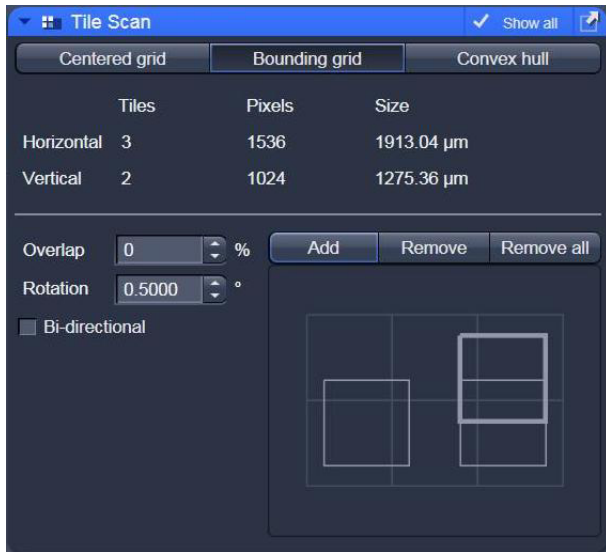 Tile Scan Show all
Centered grid Bounding grid Convex hull
Tiles Pixels Size
Horizontal 3 1536 1913.04 µm
Vertical 2 1024 1275.36 µm
Overlap 0 % Add Remove Remove all
Rotation 0.5000 °
Bi-directional